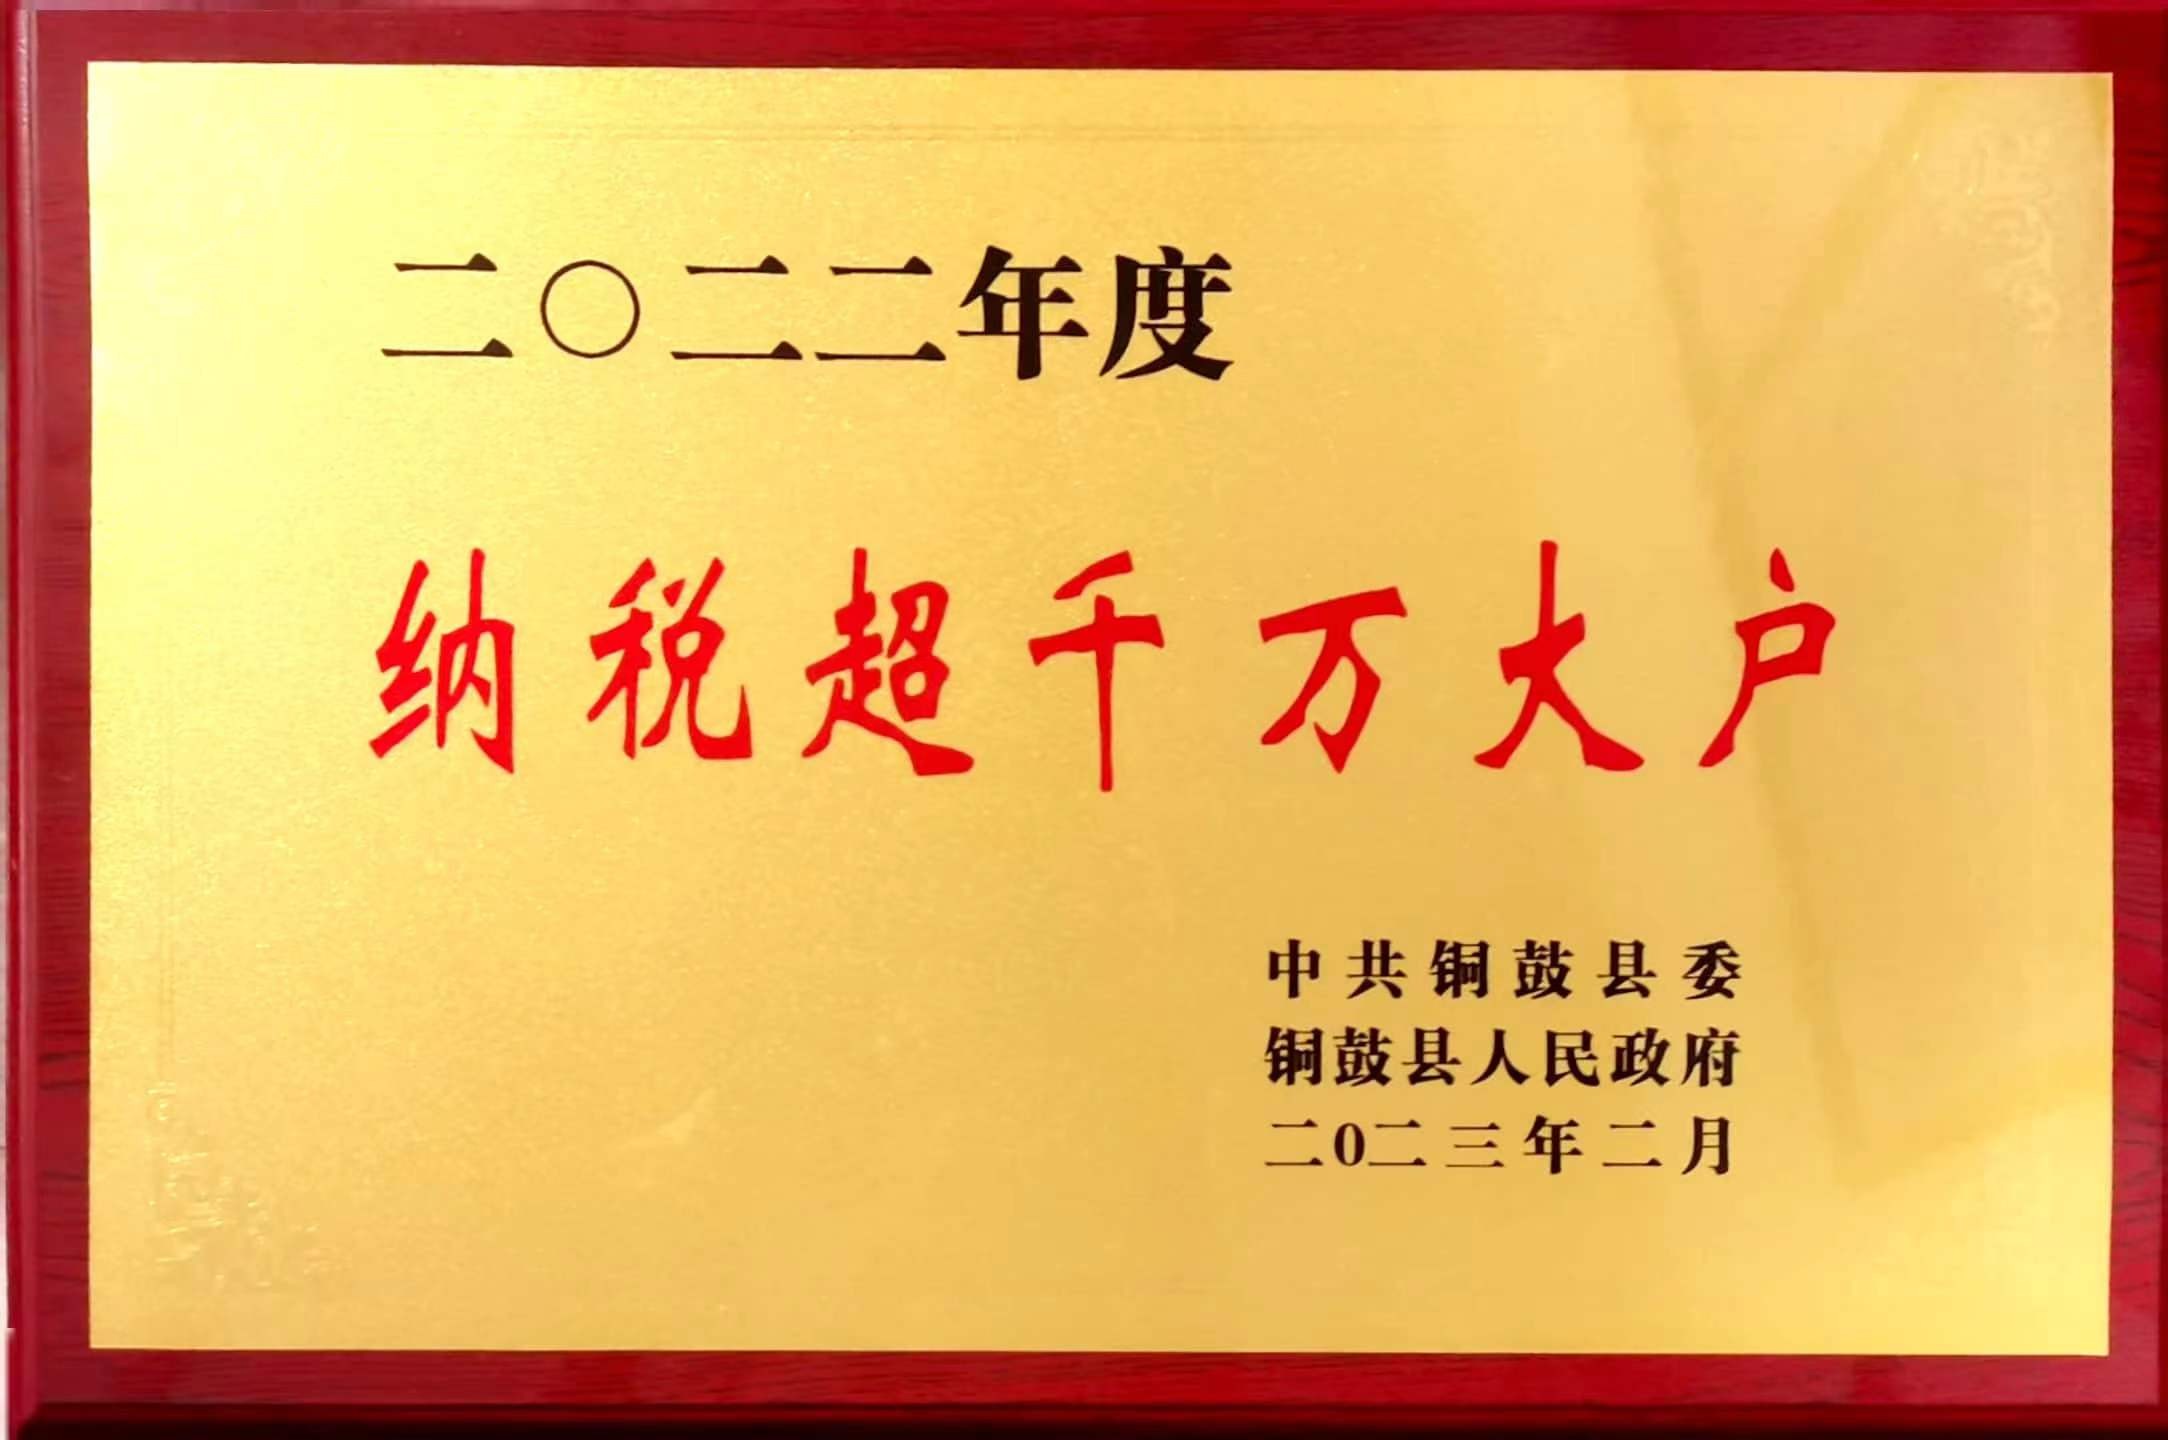 二〇二二年度
纳税超千万大户
中共铜鼓县委
铜鼓县人民政府
二0二三年二月